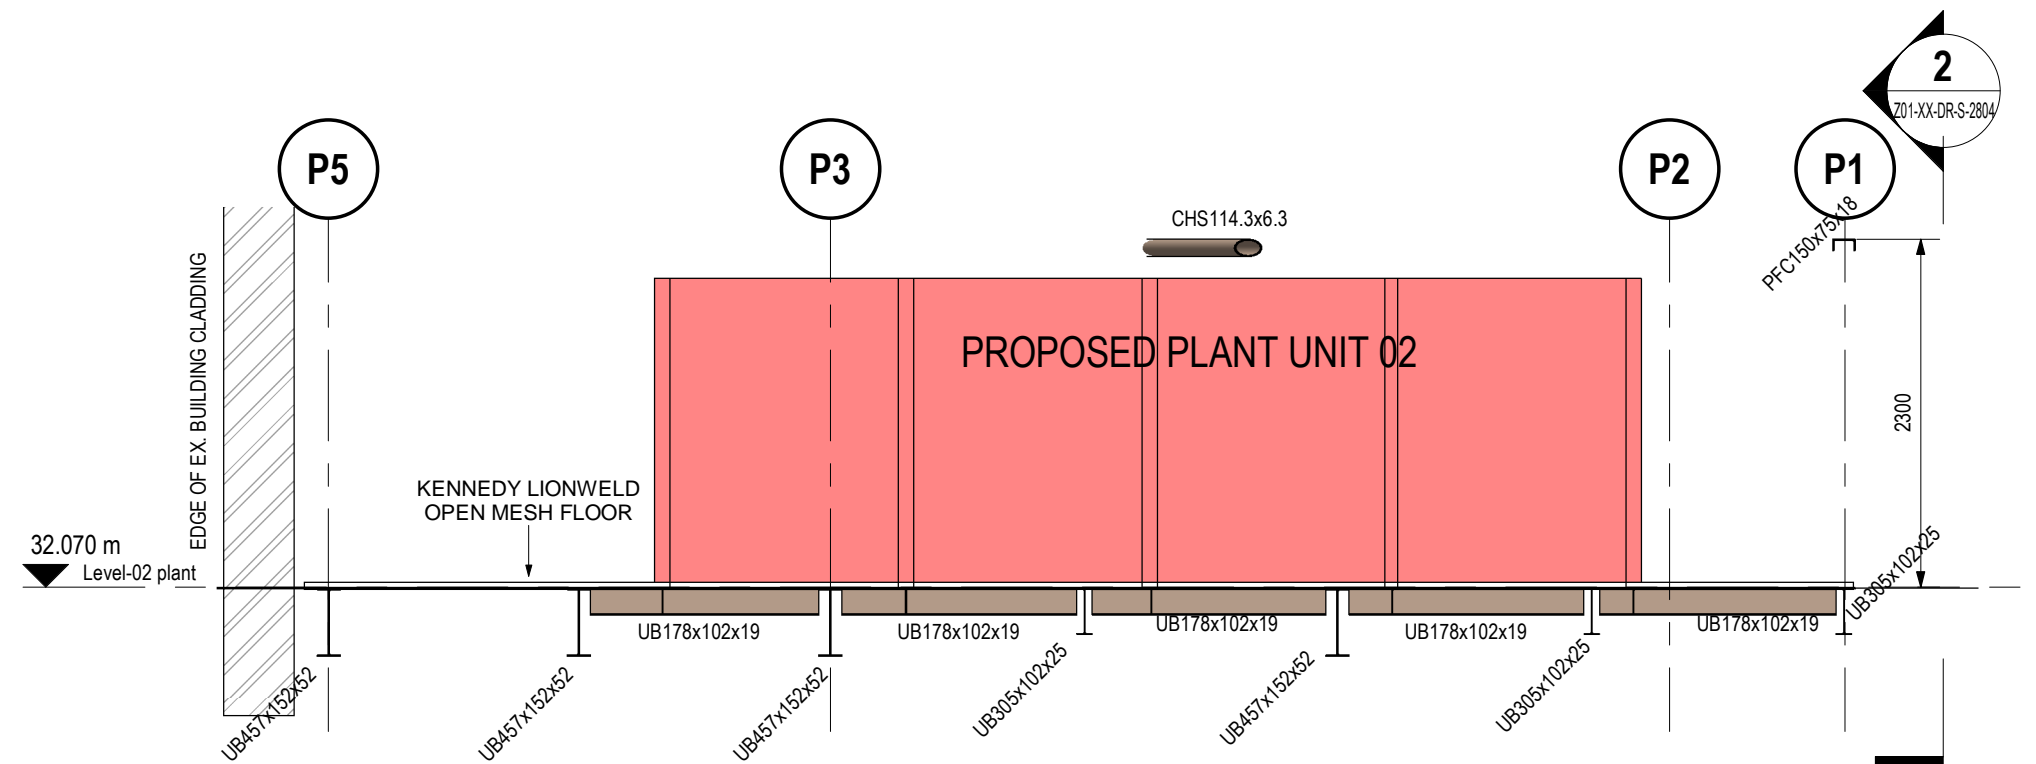 2
Z01-XX-DR-S-2804
P5
P3
P2
P1
CHS114.3x6.3
PFC150x75x18
EDGE OF EX. BUILDING CLADDING
PROPOSED PLANT UNIT 02
2300
KENNEDY LIONWELD
OPEN MESH FLOOR
32.070 m
Level-02 plant
UB305x102x25
UB178x102x19
UB178x102x19
UB178x102x19
UB178x102x19
UB178x102x19
UB457x152x52
UB457x152x52
UB457x152x52
UB305x102x25
UB457x152x52
UB305x102x25